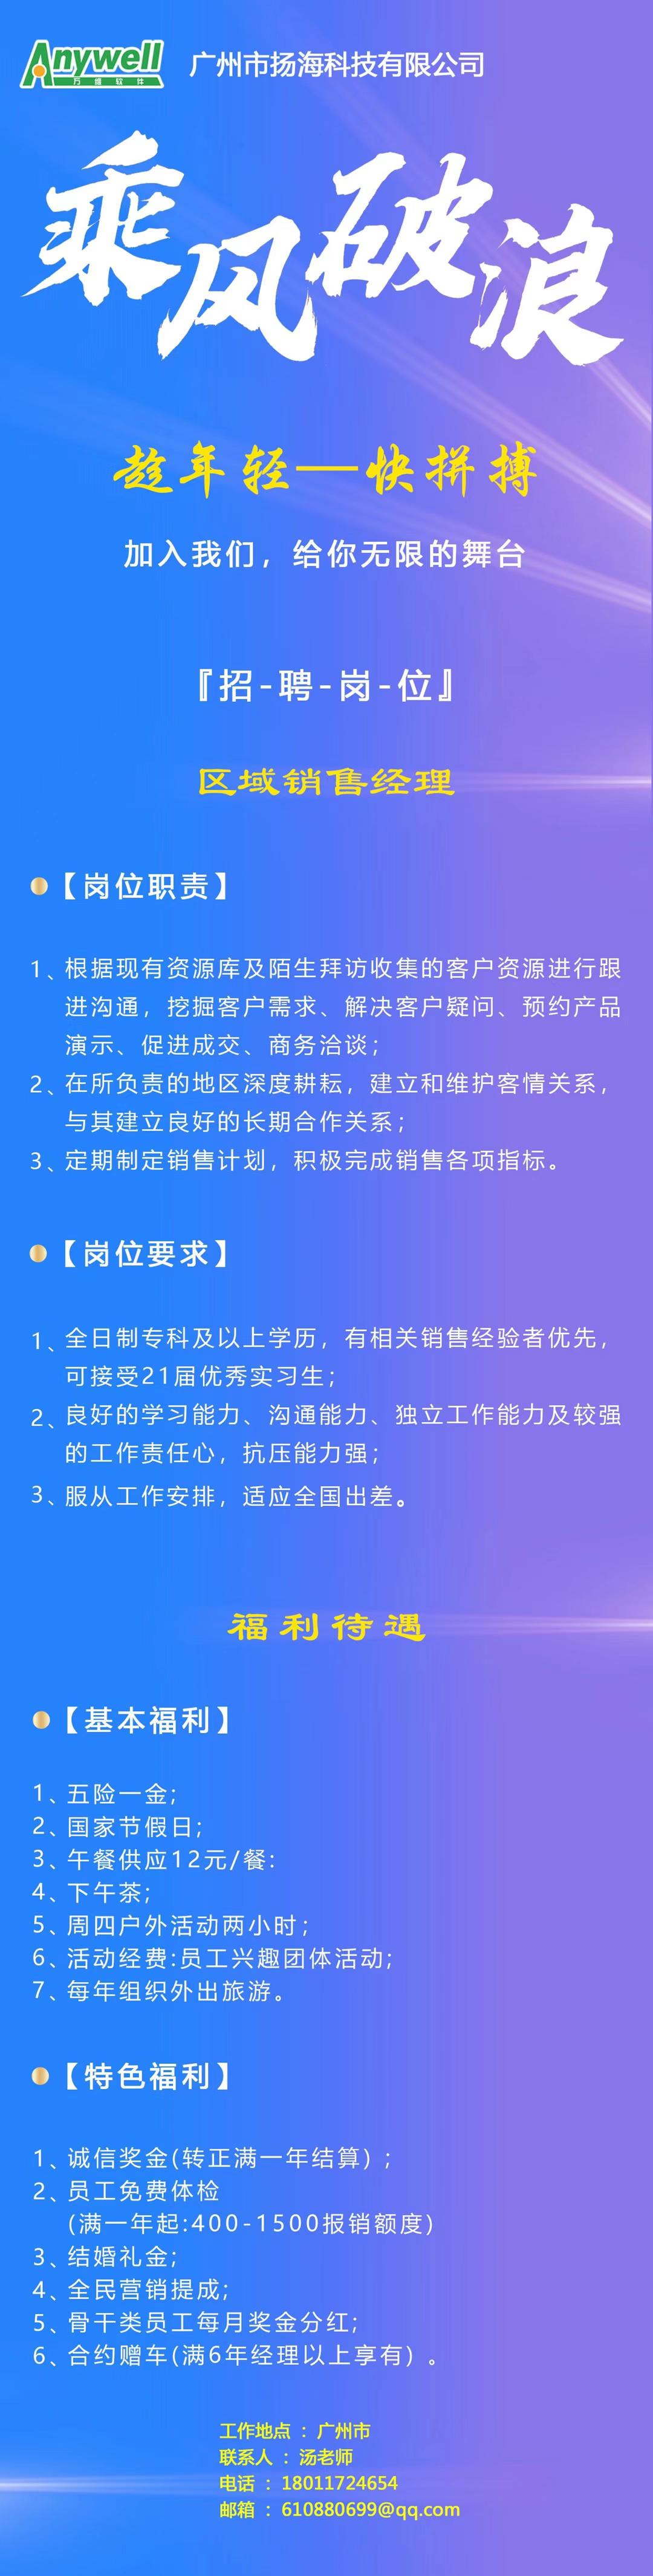 Anywell
万维软件
广州市扬海科技有限公司
乘风破浪
趁年轻——快拼搏
加入我们，给你无限的舞台
『招-聘-岗-位』
区域销售经理
【岗位职责】
1、根据现有资源库及陌生拜访收集的客户资源进行跟
进沟通，挖掘客户需求、解决客户疑问、预约产品
演示、促进成交、商务洽谈；
2、在所负责的地区深度耕耘，建立和维护客情关系，
与其建立良好的长期合作关系；
3、定期制定销售计划，积极完成销售各项指标。
【岗位要求】
1、全日制专科及以上学历，有相关销售经验者优先，
可接受21届优秀实习生；
2、良好的学习能力、沟通能力、独立工作能力及较强
的工作责任心，抗压能力强；
3、服从工作安排，适应全国出差。
福利待遇
【基本福利】
1、五险一金;
2、国家节假日;
3、午餐供应12元/餐:
4、下午茶;
5、周四户外活动两小时;
6、活动经费:员工兴趣团体活动;
7、每年组织外出旅游。
【特色福利】
1、诚信奖金(转正满一年结算) ;
2、员工免费体检
(满一年起:400-1500报销额度)
3、结婚礼金;
4、全民营销提成;
5、骨干类员工每月奖金分红;
6、合约赠车(满6年经理以上享有) 。
工作地点 : 广州市
联系人 : 汤老师
电话 : 18011724654
邮箱 : 610880699@qq.com